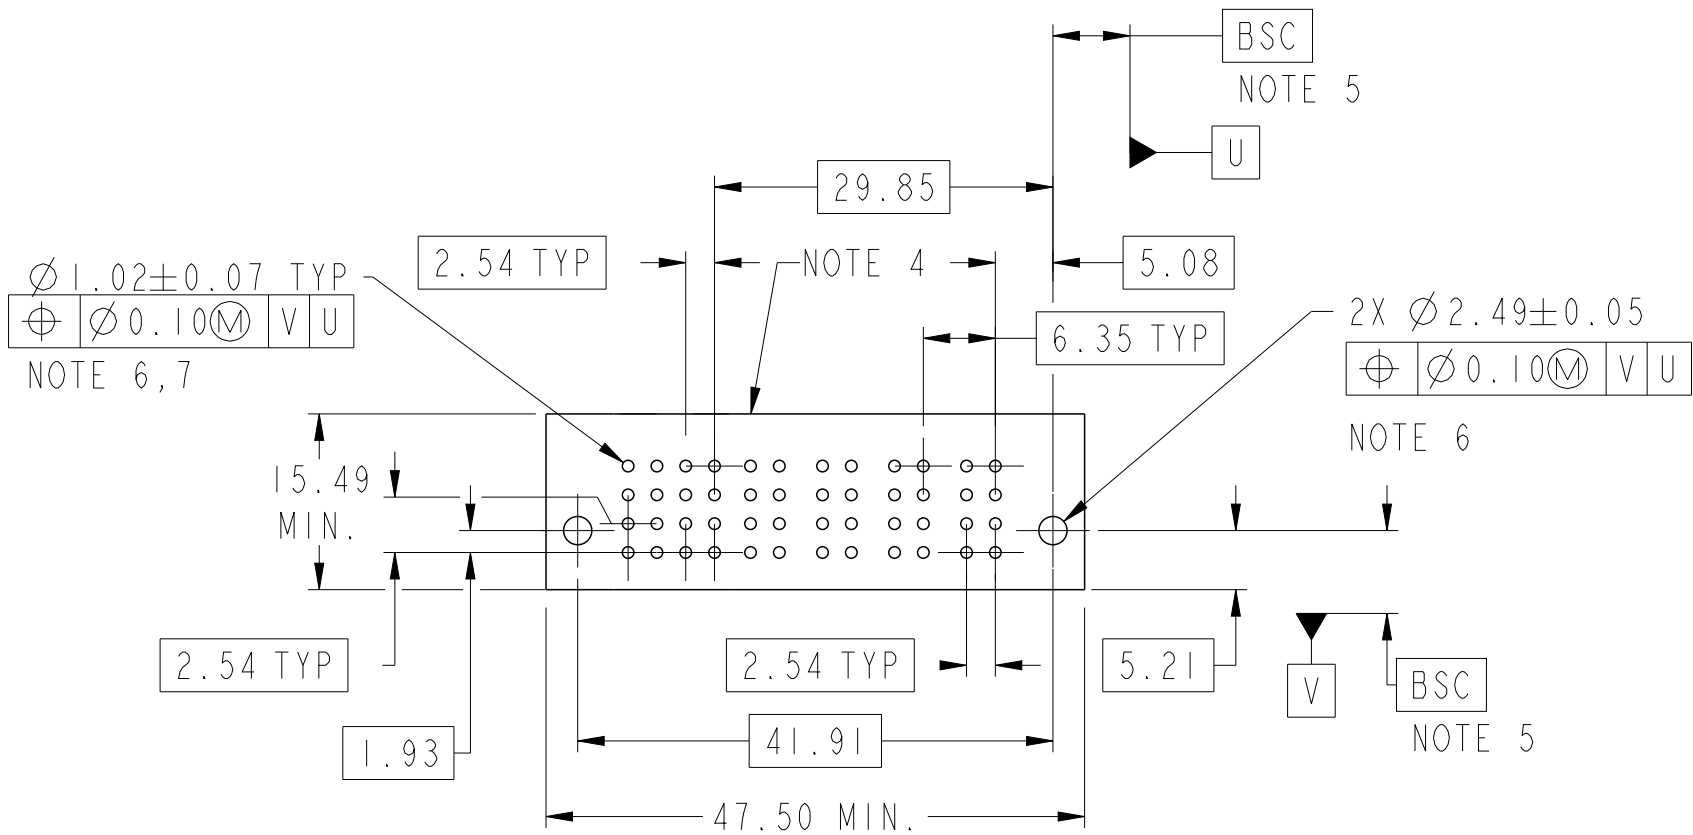 BSC
NOTE 5
U
29.85
2.54 TYP
NOTE 4
5.08
Ø1.02±0.07 TYP
⌖ Ø0.10Ⓜ V U
NOTE 6,7
6.35 TYP
2X Ø2.49±0.05
⌖ Ø0.10Ⓜ V U
NOTE 6
15.49
MIN.
2.54 TYP
2.54 TYP
5.21
V
BSC
NOTE 5
1.93
41.91
47.50 MIN.